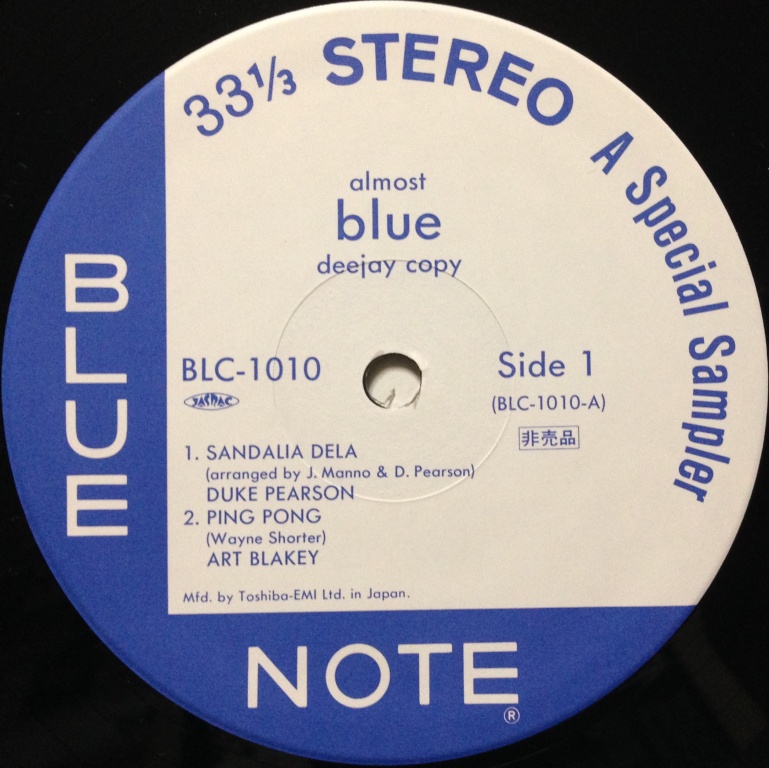 33⅓ STEREO
A Special Sampler
almost
blue
deejay copy
BLC-1010
JASRAC
Side 1
(BLC-1010-A)
非売品
1. SANDALIA DELA
(arranged by J. Manno & D. Pearson)
DUKE PEARSON
2. PING PONG
(Wayne Shorter)
ART BLAKEY
Mfd. by Toshiba-EMI Ltd. in Japan.
BLUE
NOTE®